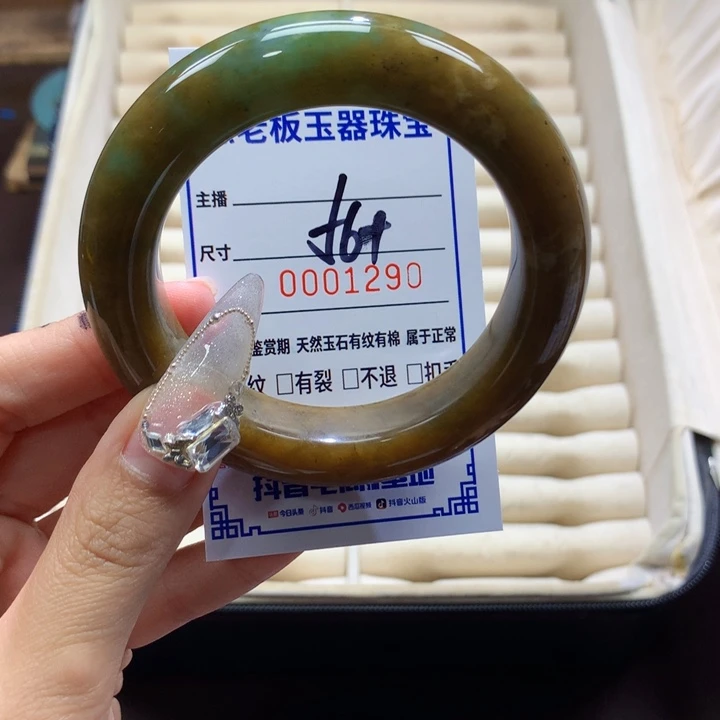 老板玉器珠宝
主播
尺寸 56+
0001290
鉴赏期 天然玉石有纹有棉 属于正常
纹 □有裂 □不退 □扣手
今日头条 抖音 西瓜视频 抖音火山版